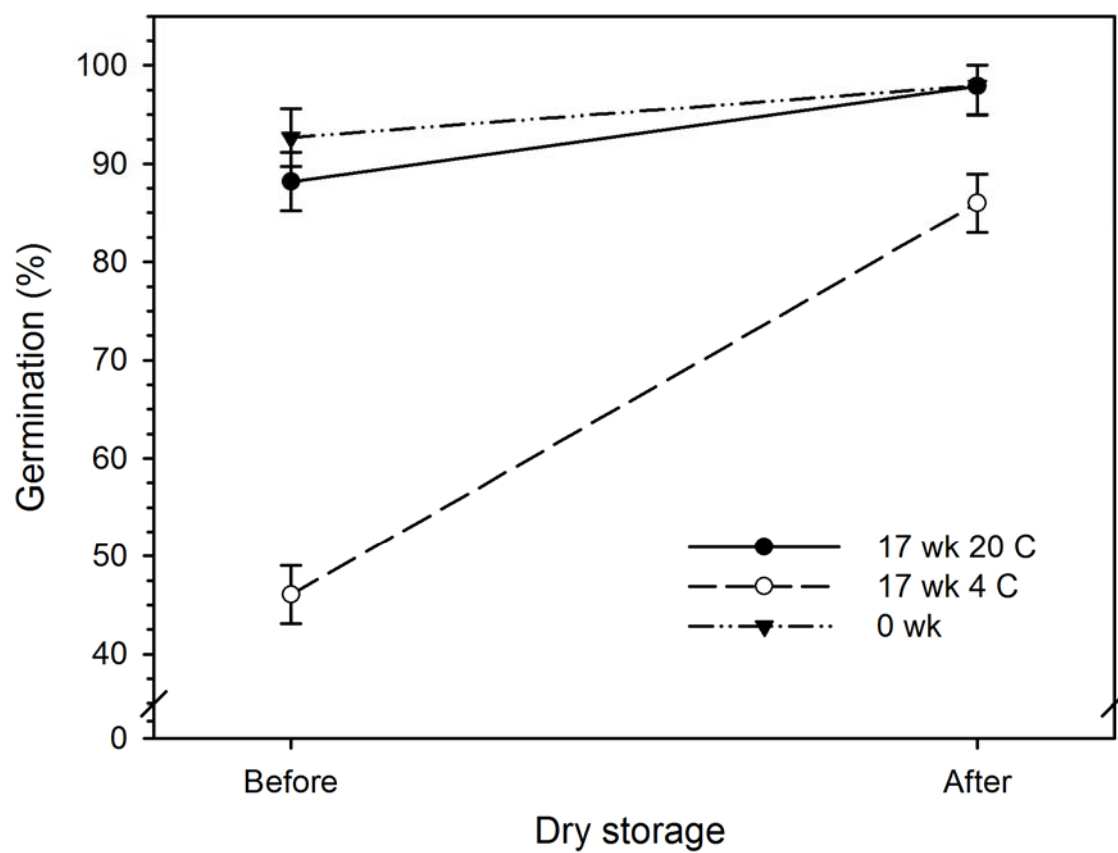 Germination (%)
100
90
80
70
60
50
40
0
17 wk 20 C
17 wk 4 C
0 wk
Before
After
Dry storage